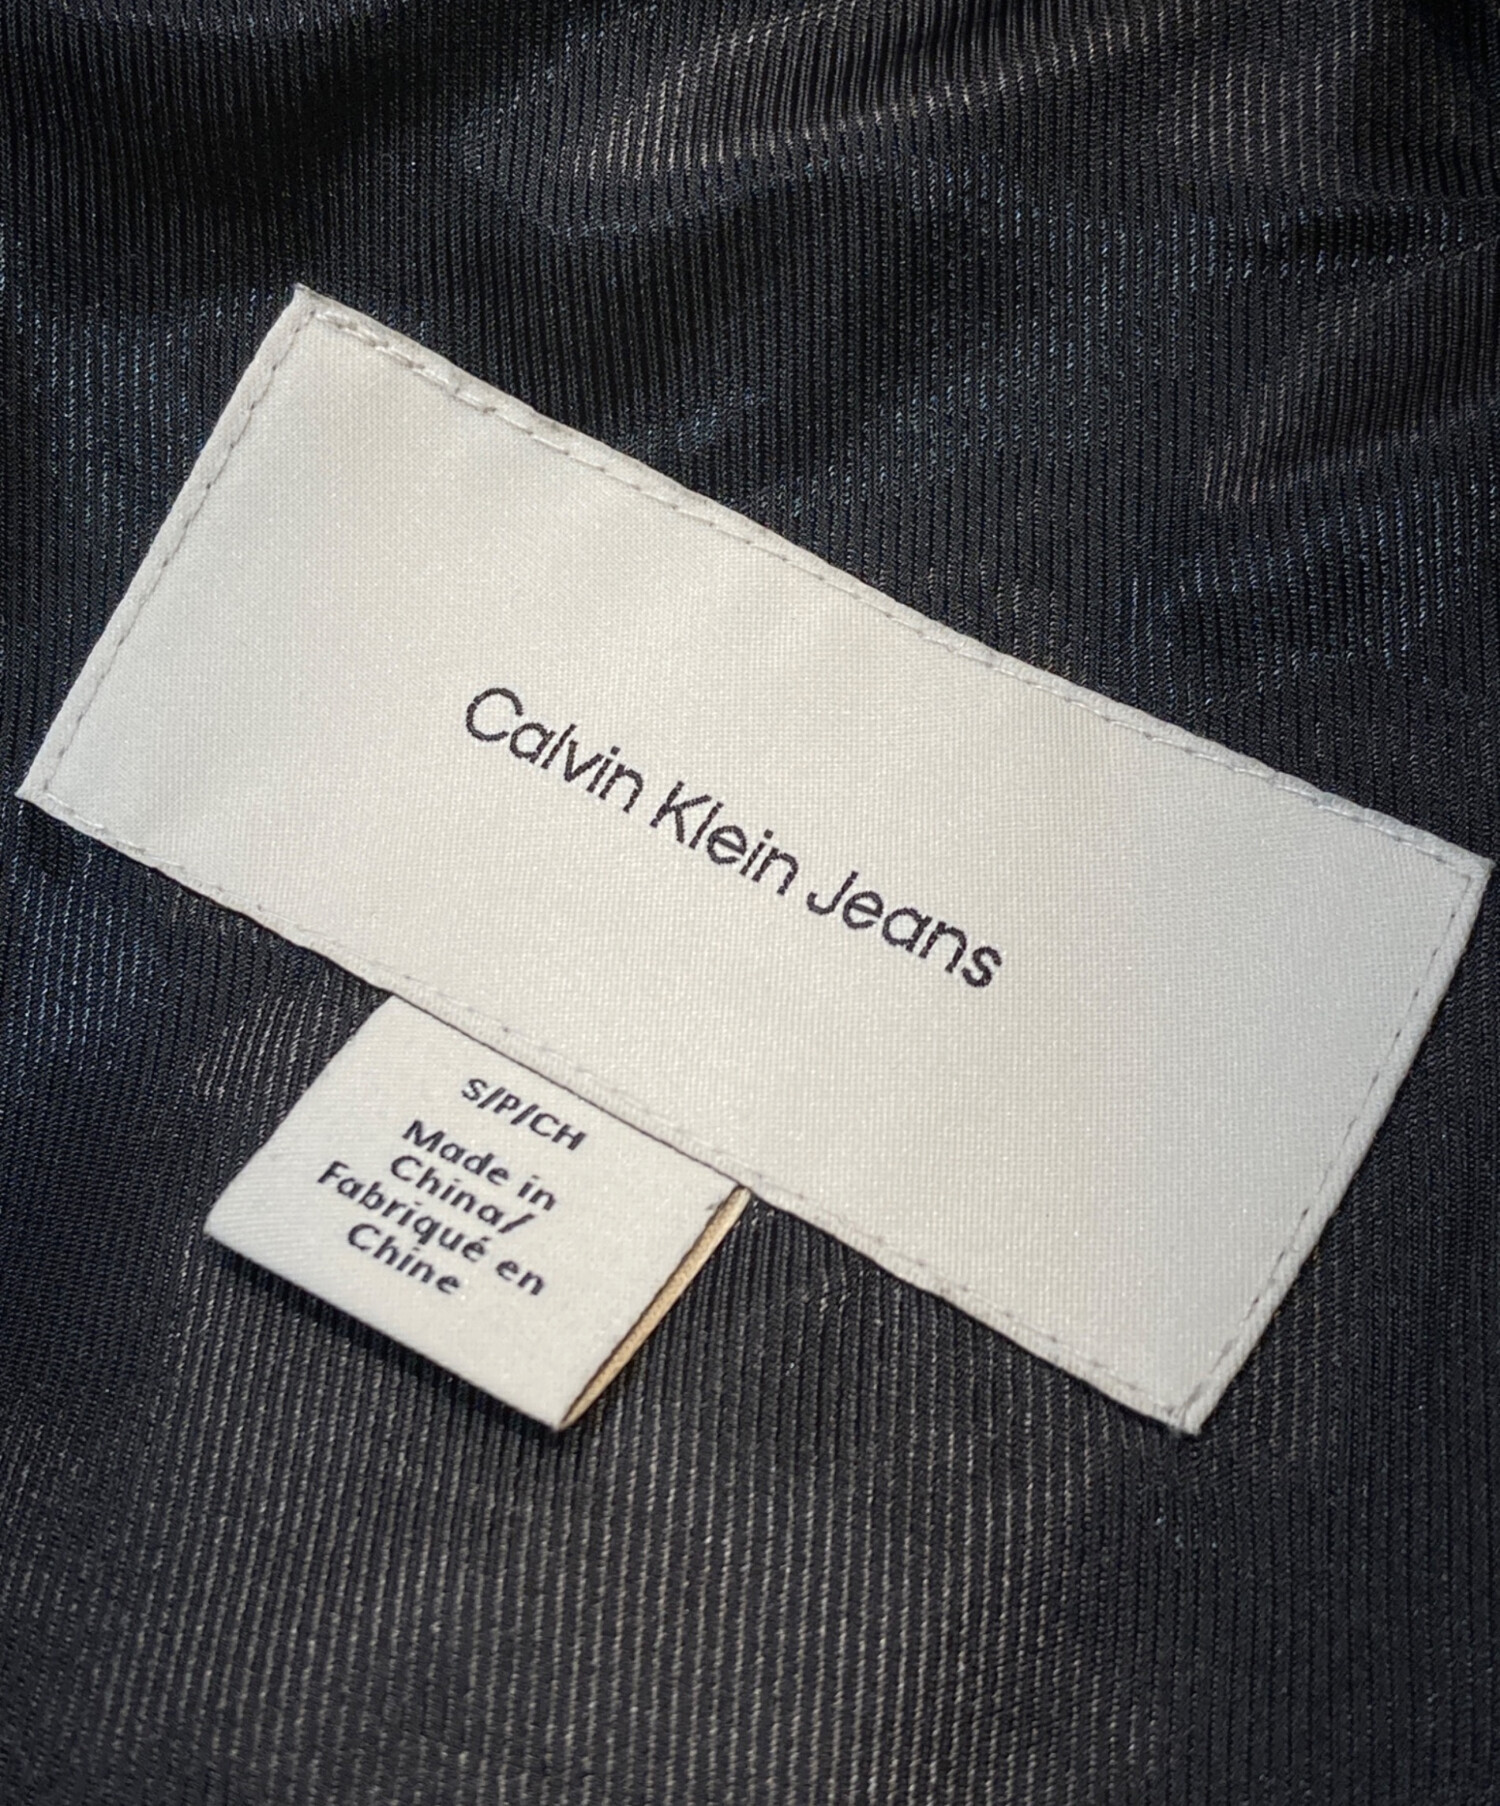 Calvin Klein Jeans
S/P/CH
Made in
China/
Fabriqué en
Chine